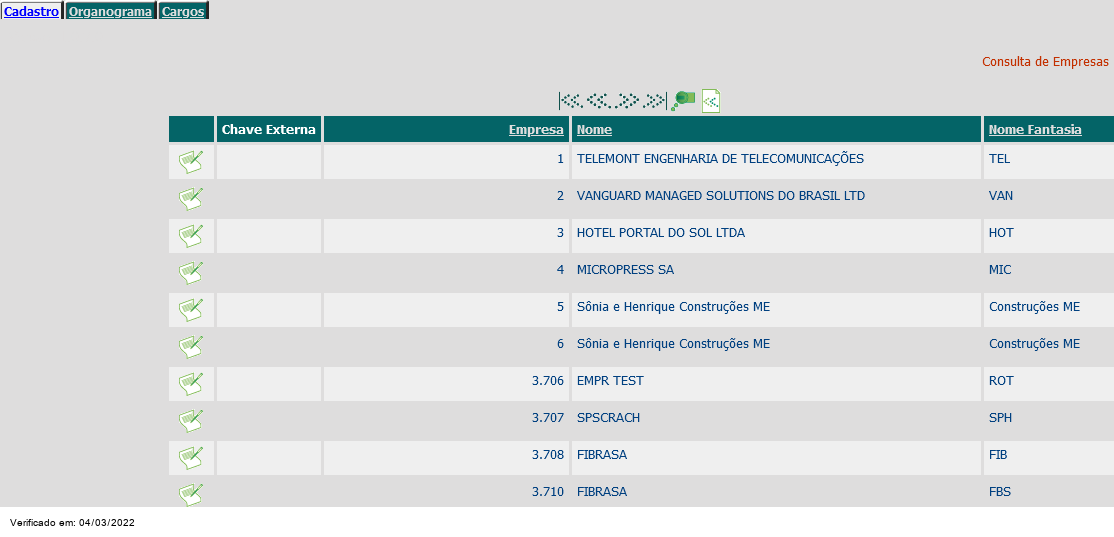 Cadastro Organograma Cargos
Consulta de Empresas
Chave Externa Empresa Nome Nome Fantasia
1 TELEMONT ENGENHARIA DE TELECOMUNICAÇÕES TEL
2 VANGUARD MANAGED SOLUTIONS DO BRASIL LTD VAN
3 HOTEL PORTAL DO SOL LTDA HOT
4 MICROPRESS SA MIC
5 Sônia e Henrique Construções ME Construções ME
6 Sônia e Henrique Construções ME Construções ME
3.706 EMPR TEST ROT
3.707 SPSCRACH SPH
3.708 FIBRASA FIB
3.710 FIBRASA FBS
Verificado em: 04/03/2022